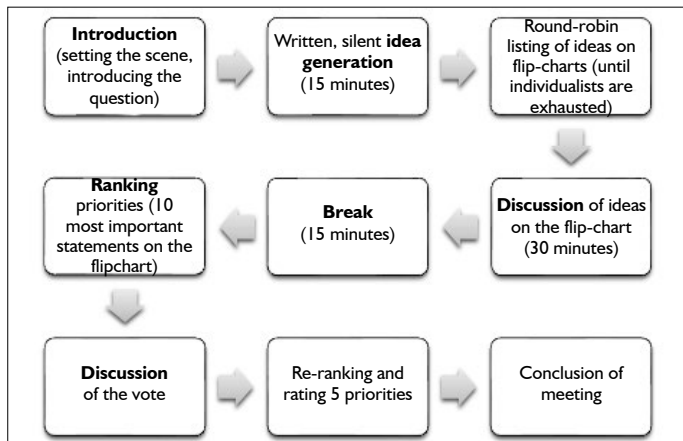 Introduction
(setting the scene,
introducing the
question)
Written, silent idea
generation
(15 minutes)
Round-robin
listing of ideas on
flip-charts (until
individualists are
exhausted)
Discussion of ideas
on the flip-chart
(30 minutes)
Break
(15 minutes)
Ranking
priorities (10
most important
statements on the
flipchart)
Discussion
of the vote
Re-ranking and
rating 5 priorities
Conclusion of
meeting